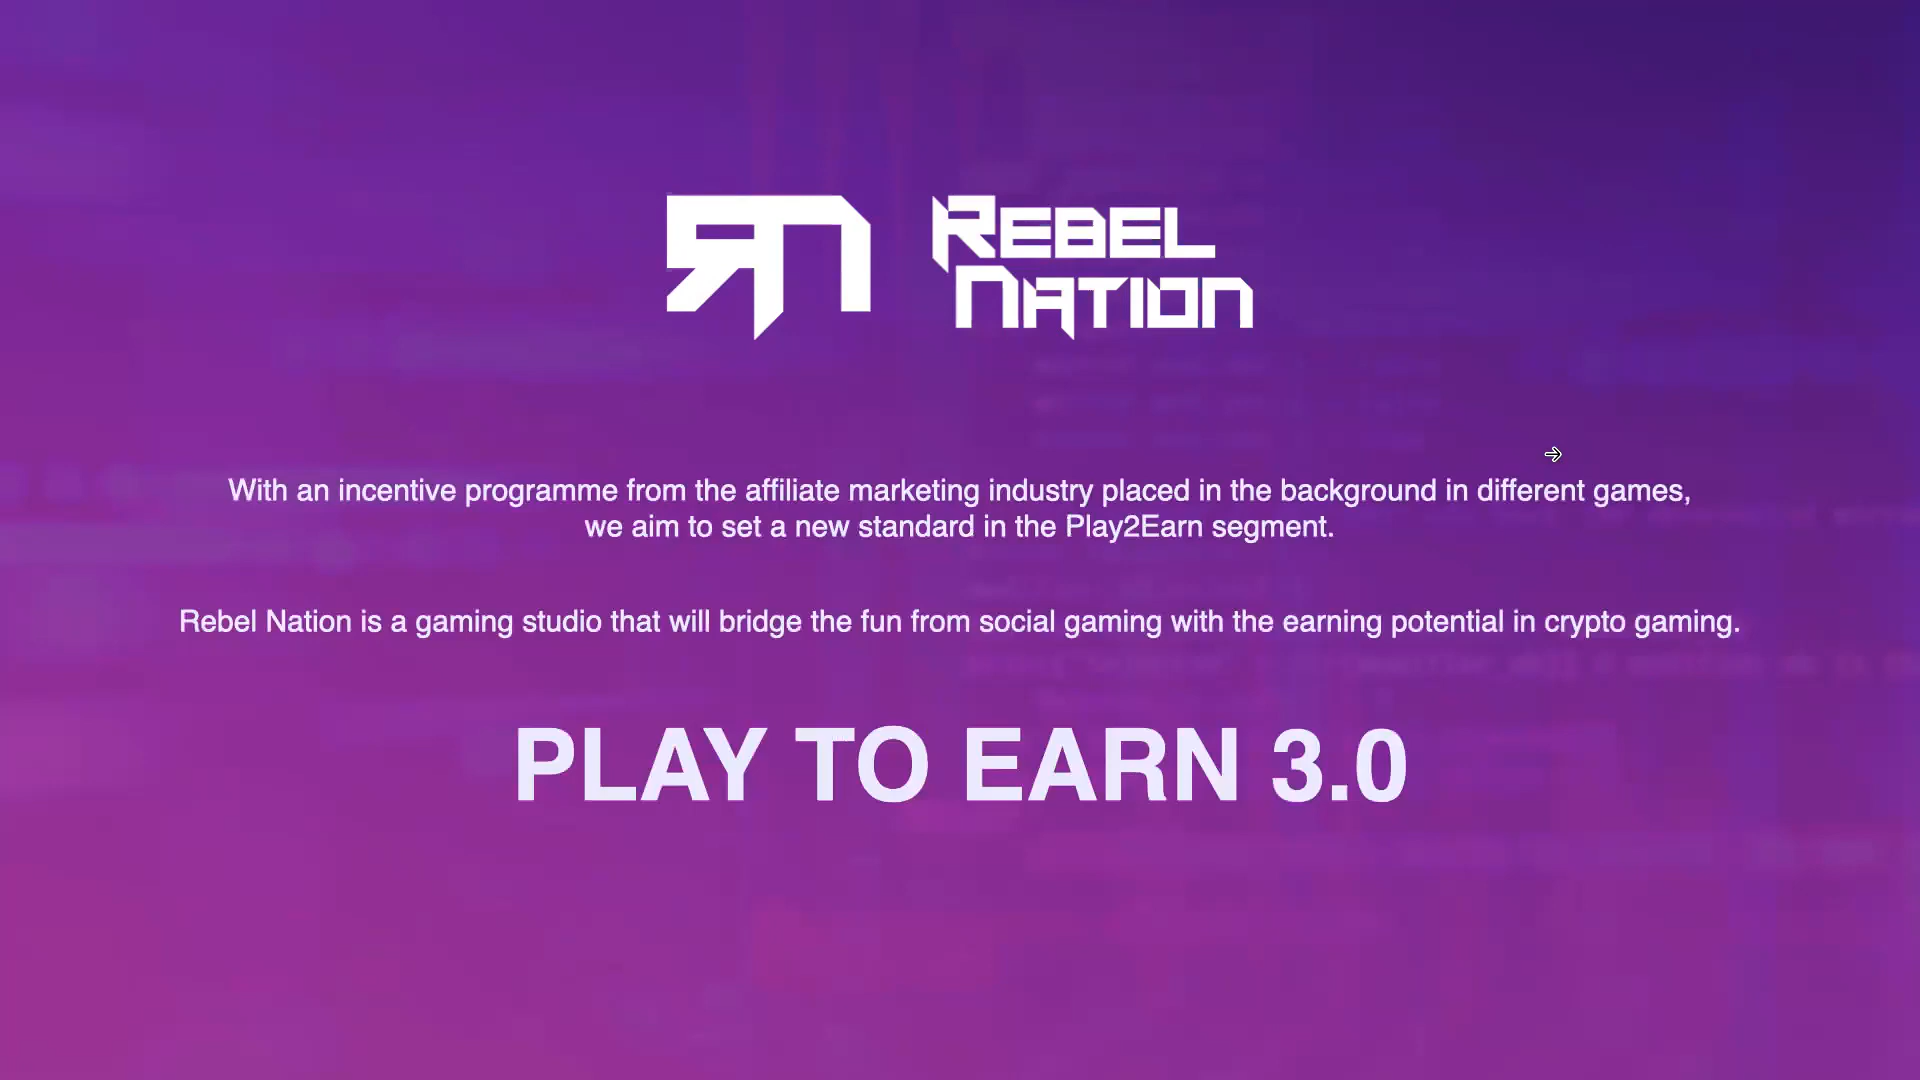 REBEL
NATION
With an incentive programme from the affiliate marketing industry placed in the background in different games,
we aim to set a new standard in the Play2Earn segment.
Rebel Nation is a gaming studio that will bridge the fun from social gaming with the earning potential in crypto gaming.
PLAY TO EARN 3.0